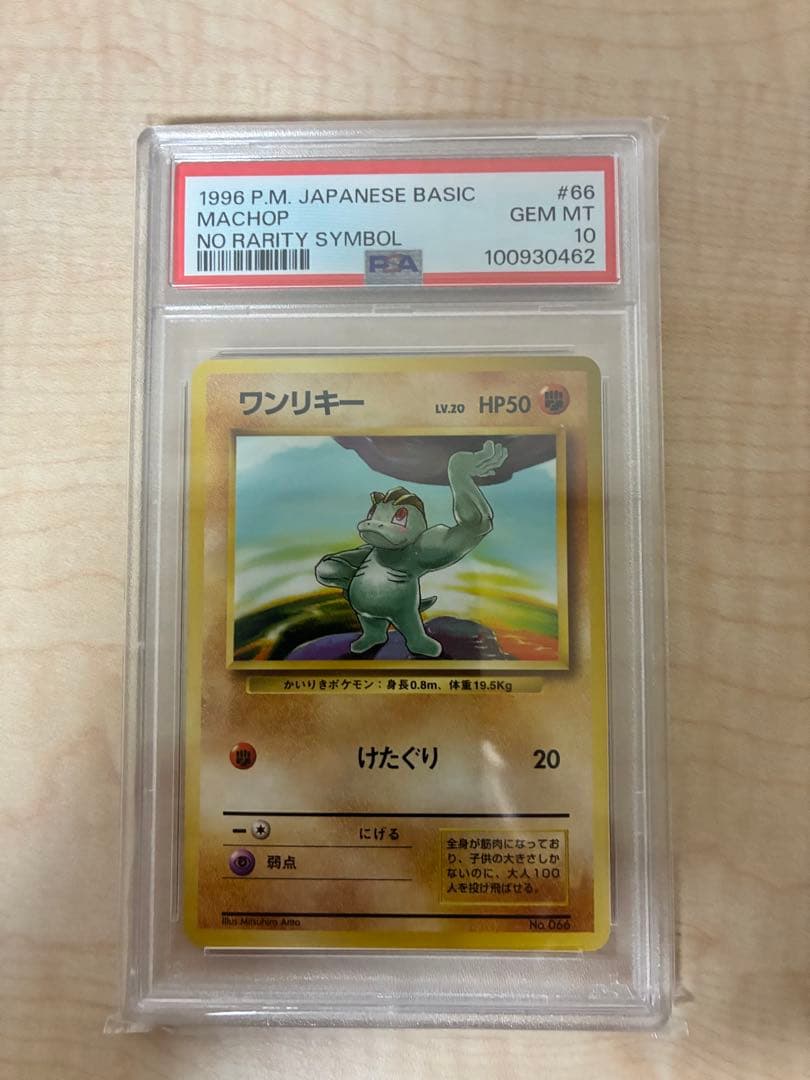 1996 P.M. JAPANESE BASIC #66
MACHOP GEM MT
NO RARITY SYMBOL 10
PSA 100930462
ワンリキー LV.20 HP50
かいりきポケモン：身長0.8m、体重19.5Kg
けたぐり 20
にげる
弱点
全身が筋肉になってお
り、子供の大きさしか
ないのに、大人100
人を投げ飛ばせる。
Illus. Mitsuhiro Arita No. 066